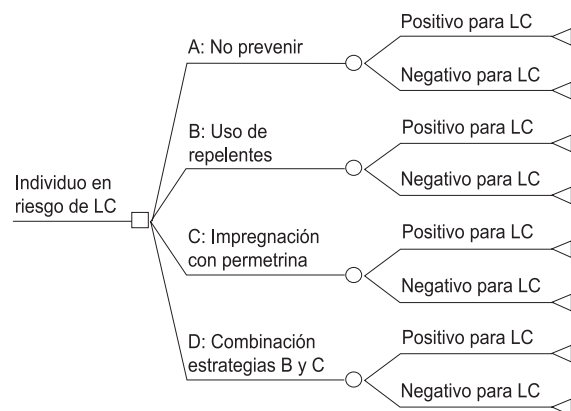 Positivo para LC
A: No prevenir
Negativo para LC
Positivo para LC
B: Uso de
repelentes
Negativo para LC
Individuo en
riesgo de LC
Positivo para LC
C: Impregnación
con permetrina
Negativo para LC
Positivo para LC
D: Combinación
estrategias B y C
Negativo para LC